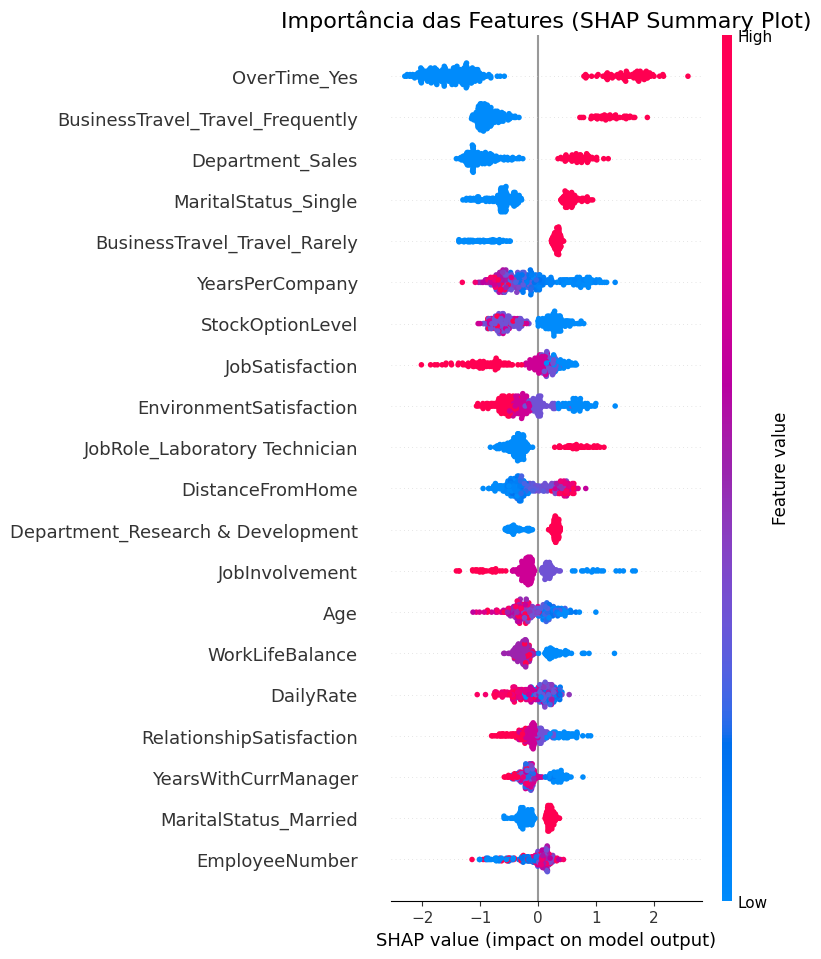 Importância das Features (SHAP Summary Plot)
High
OverTime_Yes
BusinessTravel_Travel_Frequently
Department_Sales
MaritalStatus_Single
BusinessTravel_Travel_Rarely
YearsPerCompany
StockOptionLevel
JobSatisfaction
EnvironmentSatisfaction
JobRole_Laboratory Technician
DistanceFromHome
Department_Research & Development
JobInvolvement
Age
WorkLifeBalance
DailyRate
RelationshipSatisfaction
YearsWithCurrManager
MaritalStatus_Married
EmployeeNumber
Feature value
Low
−2 −1 0 1 2
SHAP value (impact on model output)